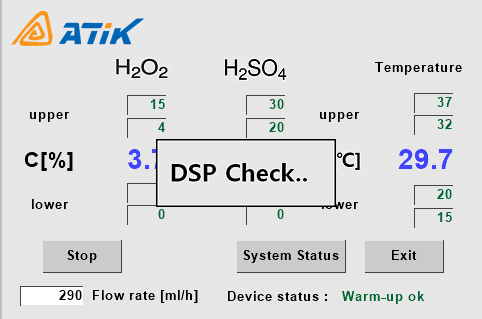 ATIK
H2O2 H2SO4 Temperature
15 30 37
upper upper
4 20 32
C[%] 3. ℃] 29.7
DSP Check..
20
lower lower
0 0 15
Stop System Status Exit
290 Flow rate [ml/h] Device status : Warm-up ok